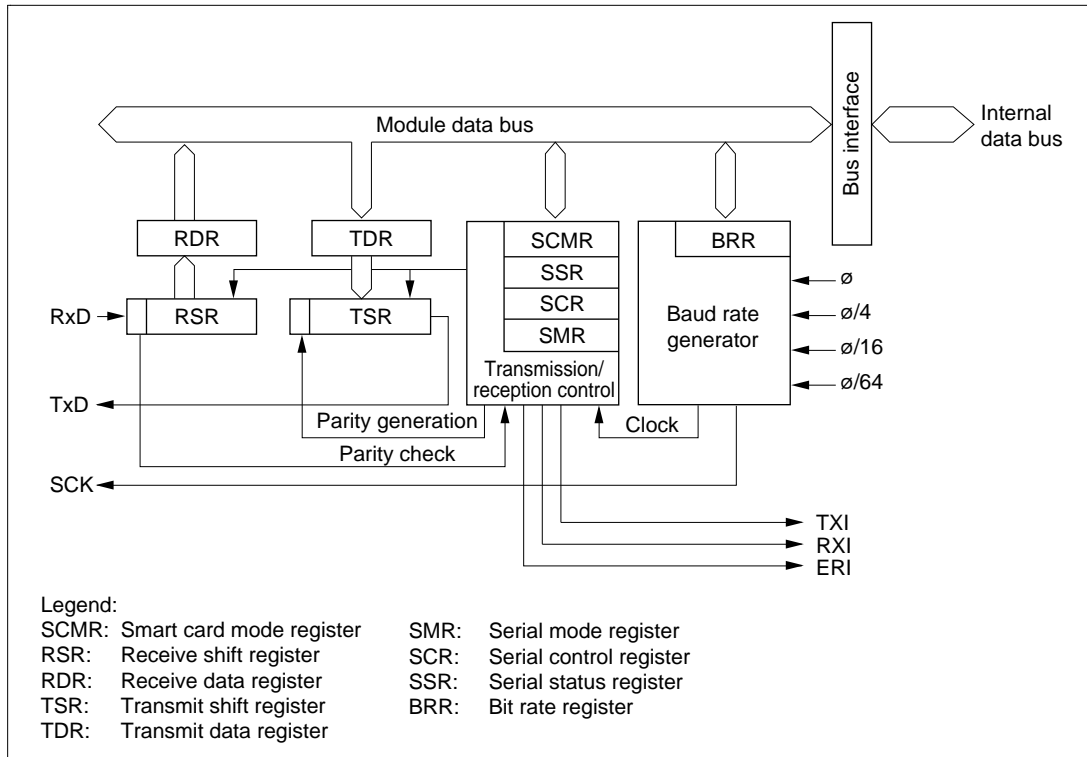 Module data bus
Bus interface
Internal
data bus
RDR
TDR
SCMR
SSR
SCR
SMR
Transmission/
reception control
BRR
Baud rate
generator
ø
ø/4
ø/16
ø/64
RxD
RSR
TSR
TxD
Parity generation
Parity check
Clock
SCK
TXI
RXI
ERI
Legend:
SCMR: Smart card mode register
RSR: Receive shift register
RDR: Receive data register
TSR: Transmit shift register
TDR: Transmit data register
SMR: Serial mode register
SCR: Serial control register
SSR: Serial status register
BRR: Bit rate register